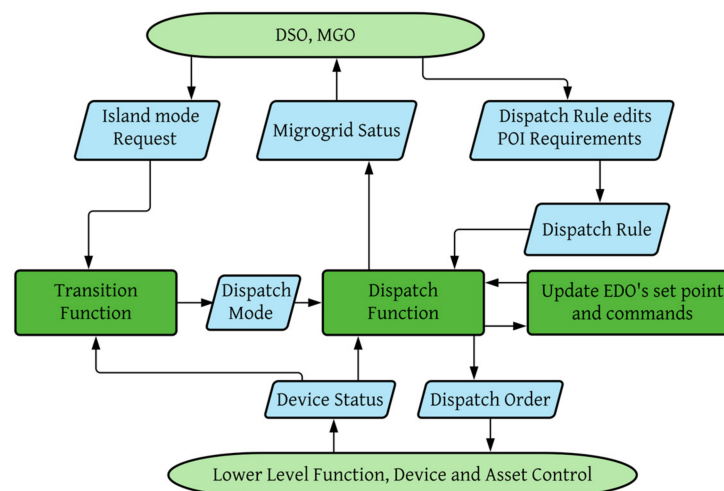 DSO, MGO
Island mode
Request
Migrogrid Satus
Dispatch Rule edits
POI Requirements
Dispatch Rule
Transition
Function
Dispatch
Mode
Dispatch
Function
Update EDO's set point
and commands
Device Status
Dispatch Order
Lower Level Function, Device and Asset Control